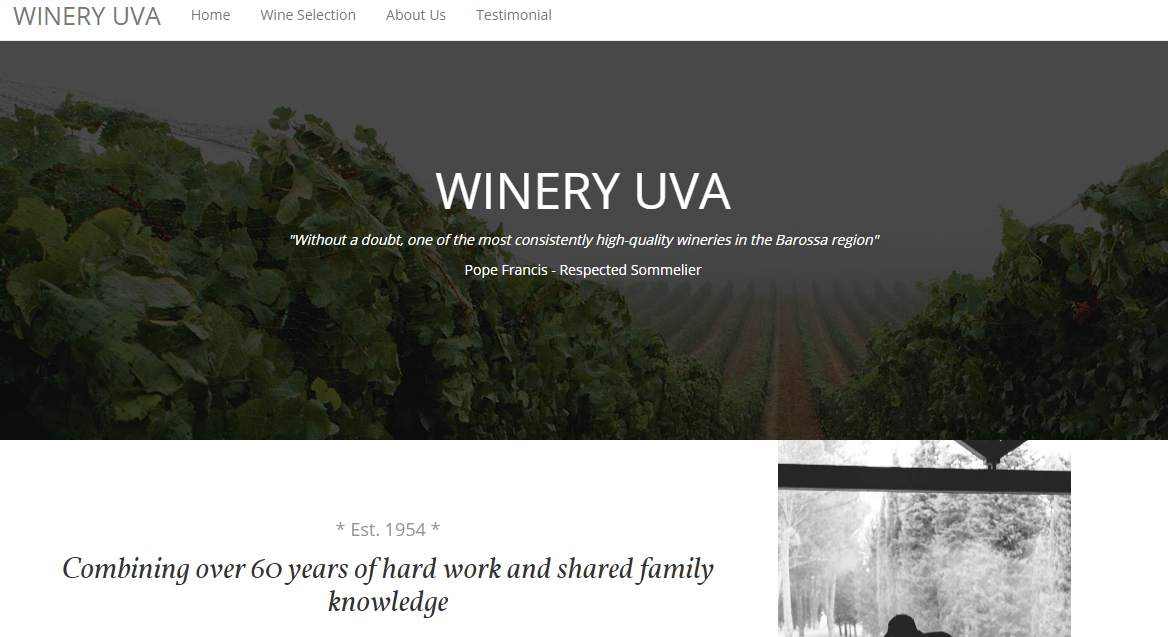 WINERY UVA Home Wine Selection About Us Testimonial
WINERY UVA
"Without a doubt, one of the most consistently high-quality wineries in the Barossa region"
Pope Francis - Respected Sommelier
* Est. 1954 *
Combining over 60 years of hard work and shared family
knowledge